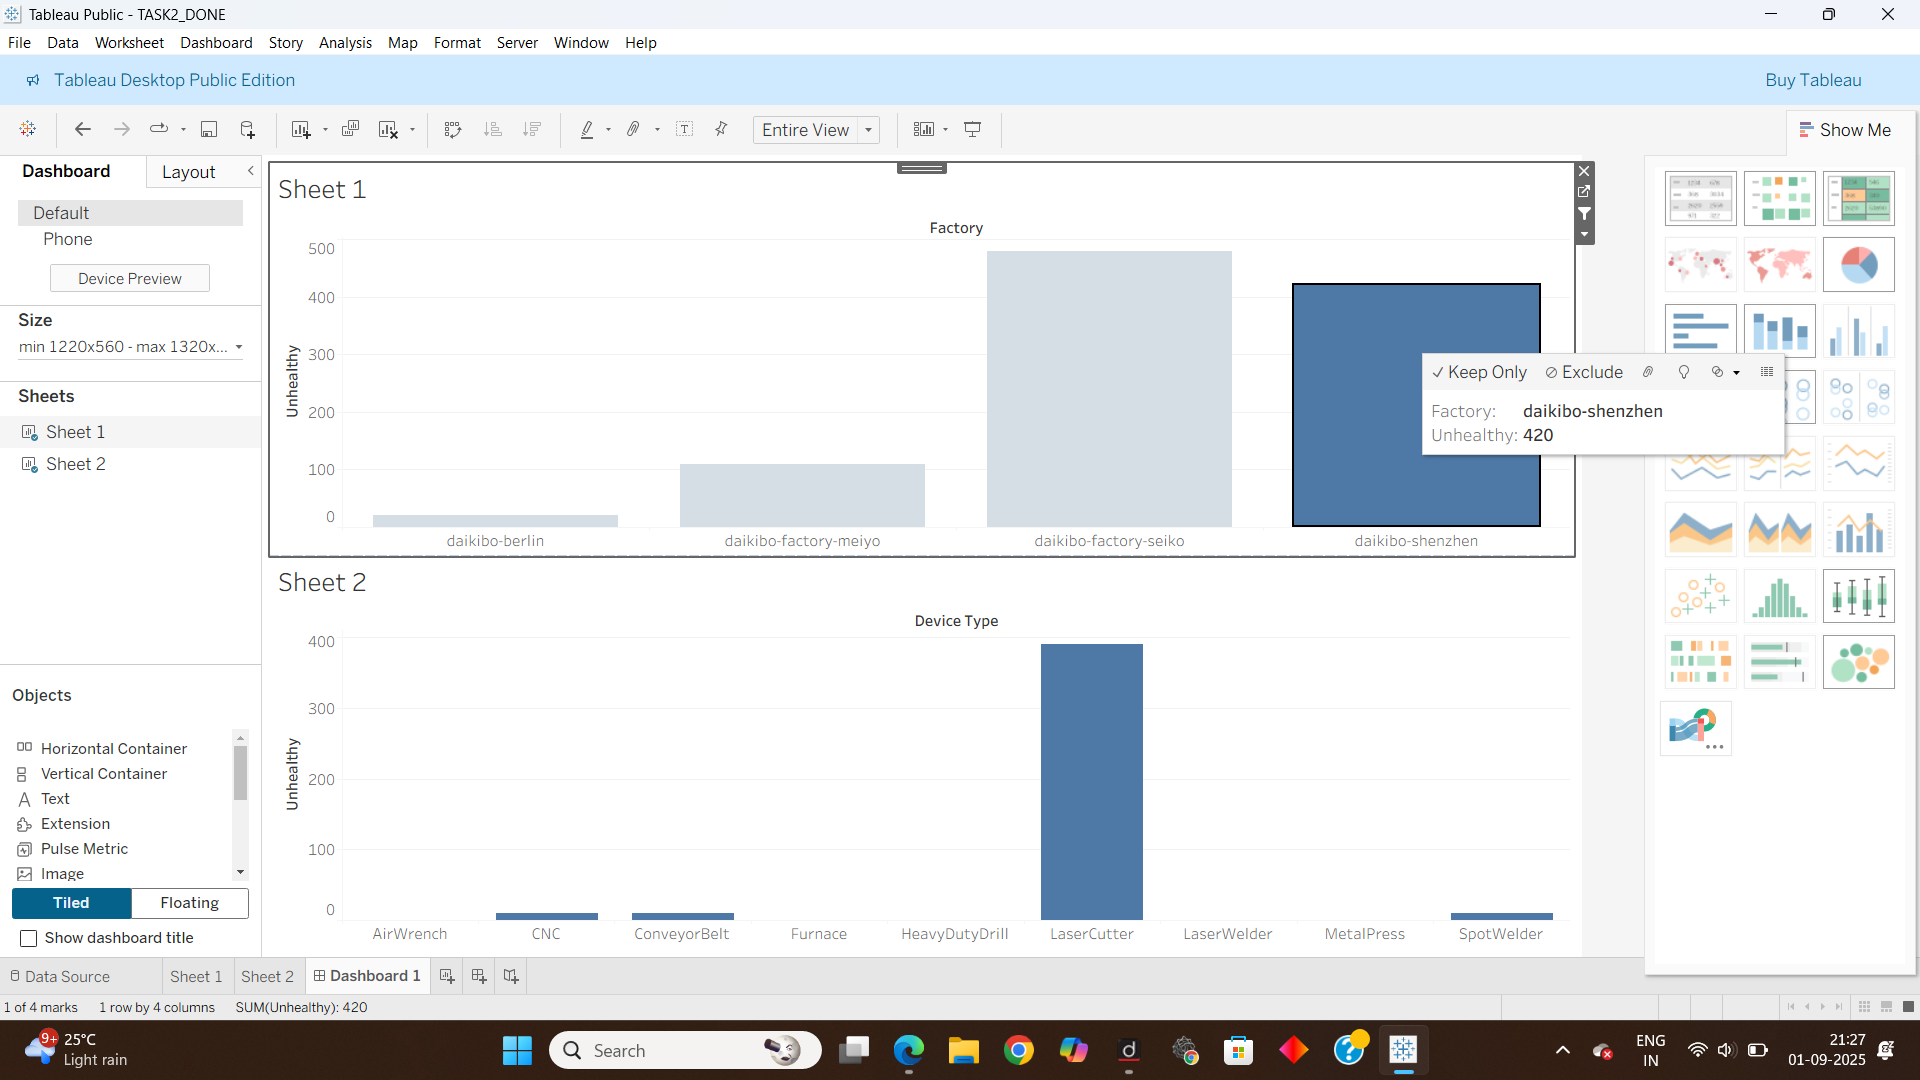 Tableau Public - TASK2_DONE
File Data Worksheet Dashboard Story Analysis Map Format Server Window Help
Tableau Desktop Public Edition
Buy Tableau
Entire View
Show Me
Dashboard
Layout
Default
Phone
Device Preview
Size
min 1220x560 - max 1320x...
Sheets
Sheet 1
Sheet 2
Objects
Horizontal Container
Vertical Container
Text
Extension
Pulse Metric
Image
Tiled
Floating
Show dashboard title
Sheet 1
Factory
Unhealthy
500
400
300
200
100
0
daikibo-berlin
daikibo-factory-meiyo
daikibo-factory-seiko
daikibo-shenzhen
Keep Only
Exclude
Factory: daikibo-shenzhen
Unhealthy: 420
Sheet 2
Device Type
Unhealthy
400
300
200
100
0
AirWrench
CNC
ConveyorBelt
Furnace
HeavyDutyDrill
LaserCutter
LaserWelder
MetalPress
SpotWelder
Data Source
Sheet 1
Sheet 2
Dashboard 1
1 of 4 marks
1 row by 4 columns
SUM(Unhealthy): 420
9+
25°C
Light rain
Search
ENG
IN
21:27
01-09-2025